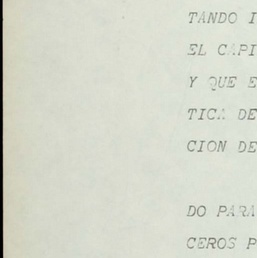 TANDO I
EL CAPI
Y QUE E
TICA DE
CION DE
DO PARA
CEROS P